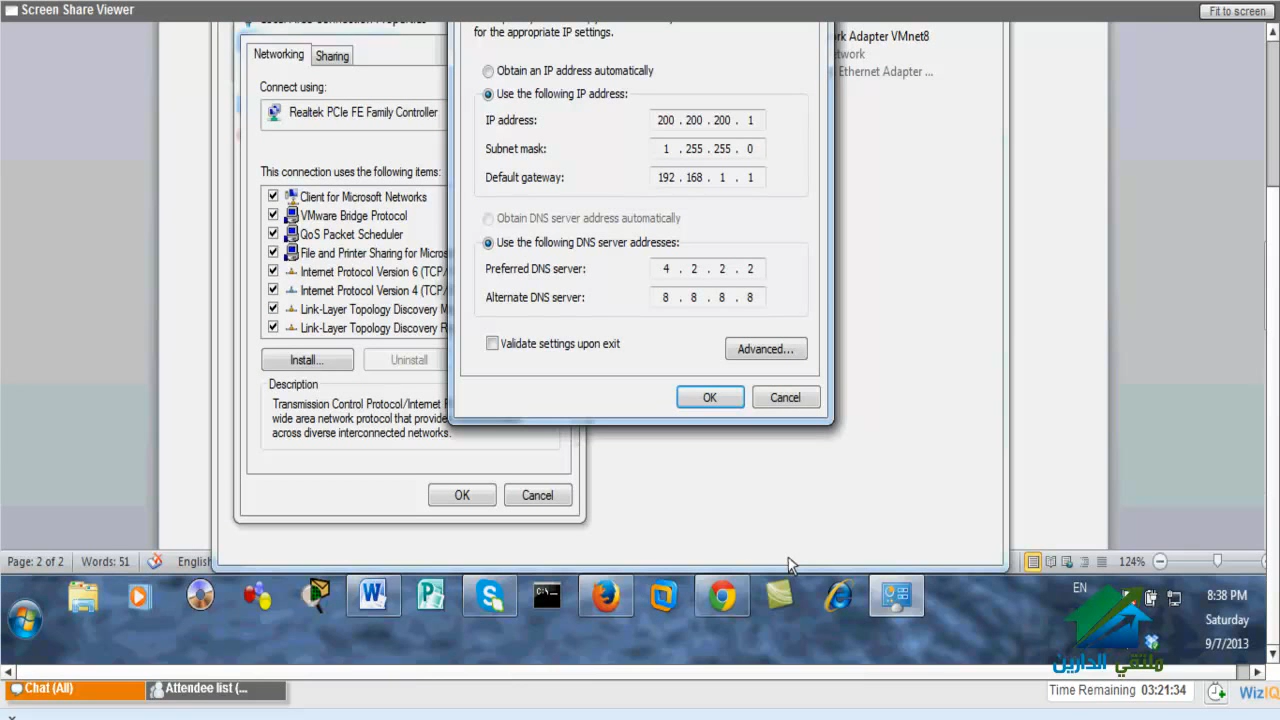 Screen Share Viewer
Fit to screen
for the appropriate IP settings.
rk Adapter VMnet8
Networking
Sharing
twork
Obtain an IP address automatically
Ethernet Adapter ...
Connect using:
Use the following IP address:
Realtek PCIe FE Family Controller
IP address:
200 . 200 . 200 . 1
Subnet mask:
1 . 255 . 255 . 0
This connection uses the following items:
Default gateway:
192 . 168 . 1 . 1
Client for Microsoft Networks
VMware Bridge Protocol
Obtain DNS server address automatically
QoS Packet Scheduler
Use the following DNS server addresses:
File and Printer Sharing for Micros
Internet Protocol Version 6 (TCP/
Preferred DNS server:
4 . 2 . 2 . 2
Internet Protocol Version 4 (TCP/
Alternate DNS server:
8 . 8 . 8 . 8
Link-Layer Topology Discovery M
Link-Layer Topology Discovery R
Validate settings upon exit
Advanced...
Install...
Uninstall
Description
OK
Cancel
Transmission Control Protocol/Internet P
wide area network protocol that provide
across diverse interconnected networks.
OK
Cancel
Page: 2 of 2
Words: 51
English
124%
EN
8:38 PM
Saturday
9/7/2013
ملتقي الدارين
Chat (All)
Attendee list (...
Time Remaining 03:21:34
WizIQ